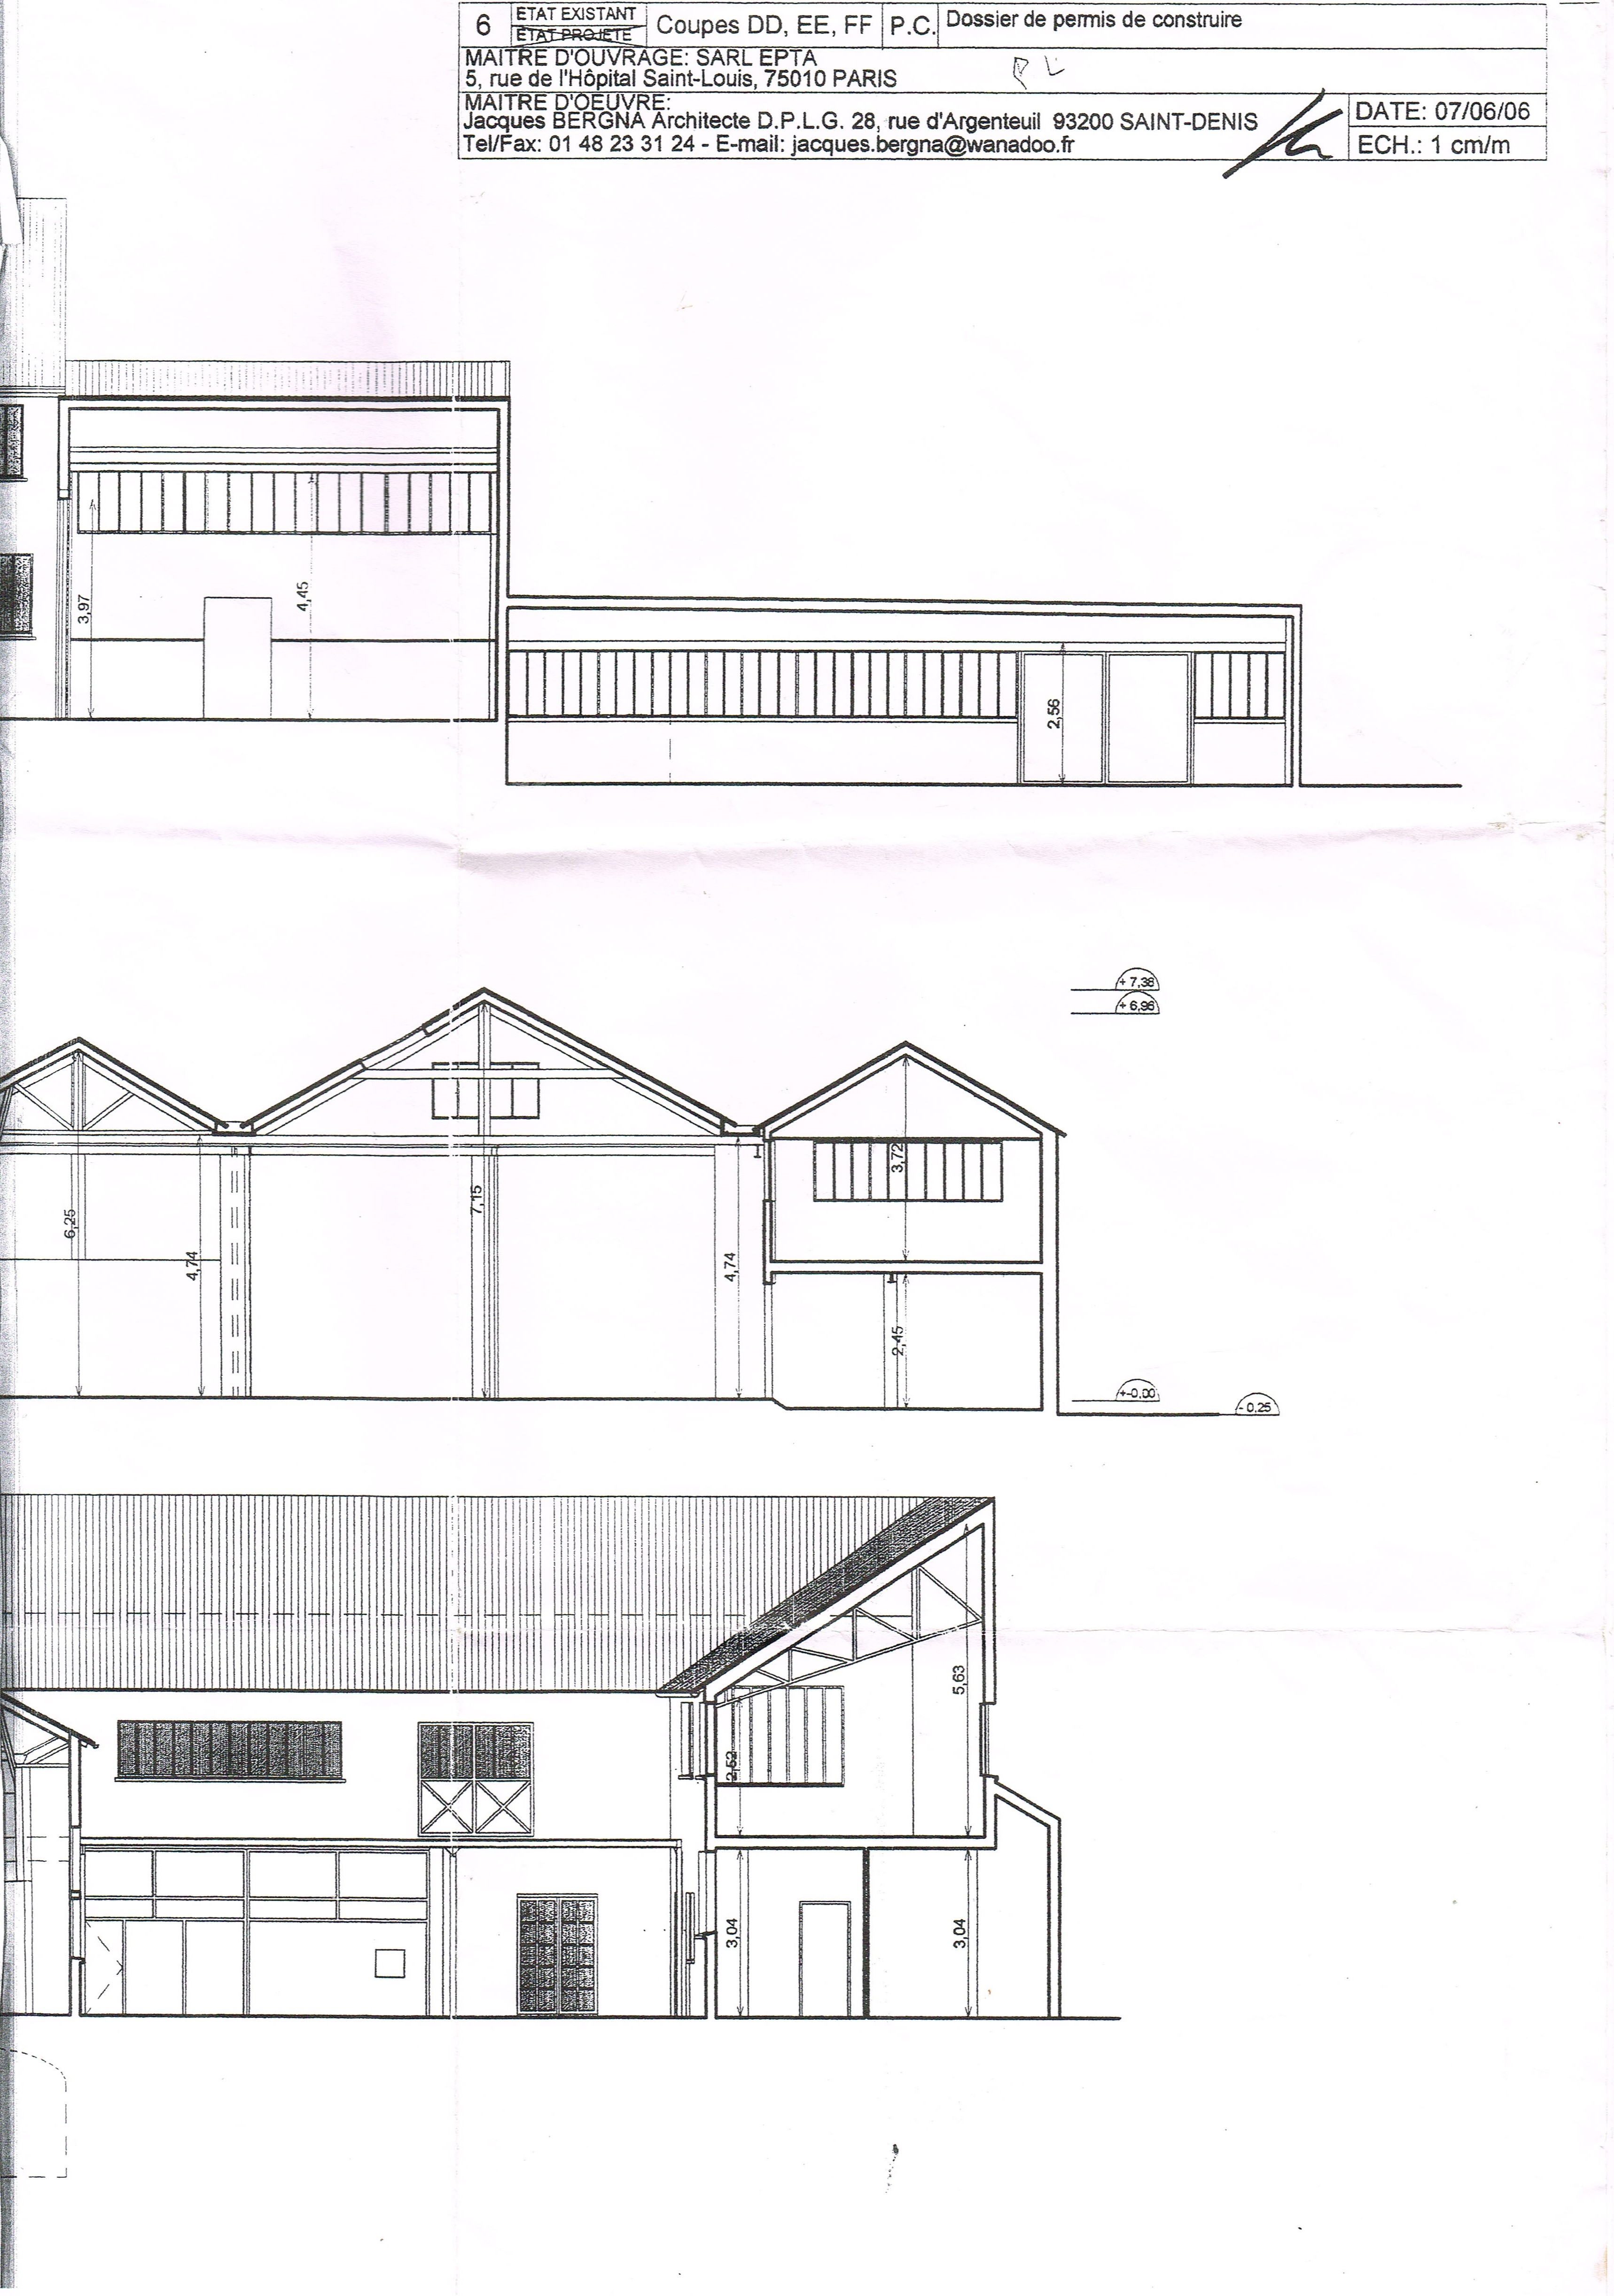 6
ETAT EXISTANT
ETAT PROJETE
Coupes DD, EE, FF
P.C.
Dossier de permis de construire
MAITRE D'OUVRAGE: SARL EPTA
5, rue de l'Hôpital Saint-Louis, 75010 PARIS
MAITRE D'OEUVRE:
Jacques BERGNA Architecte D.P.L.G. 28, rue d'Argenteuil 93200 SAINT-DENIS
Tel/Fax: 01 48 23 31 24 - E-mail: jacques.bergna@wanadoo.fr
DATE: 07/06/06
ECH.: 1 cm/m
3,97
4,45
2,56
+ 7,38
+ 6,96
6,25
4,74
7,15
4,74
3,72
2,45
+-0,00
- 0,25
5,63
2,52
3,04
3,04